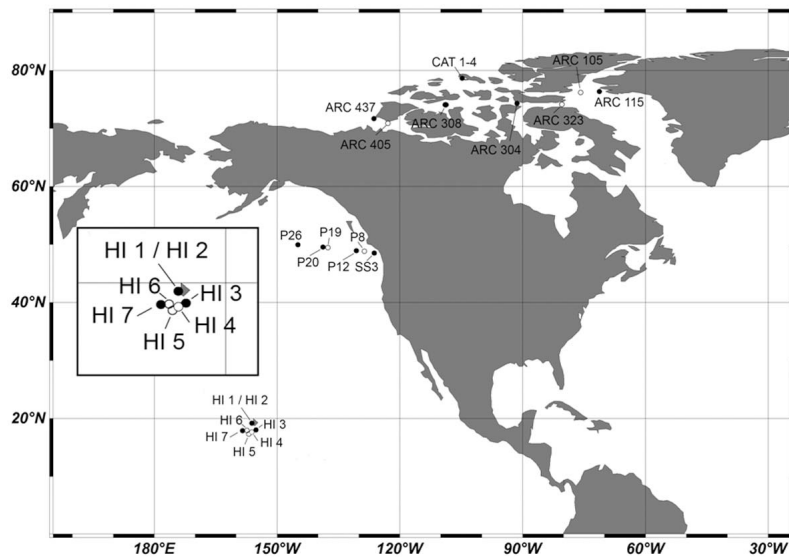 80°N
60°N
40°N
20°N
180°E
150°W
120°W
90°W
60°W
30°W
CAT 1-4
ARC 105
ARC 437
ARC 115
ARC 405
ARC 308
ARC 304
ARC 323
P26
P19
P8
P20
P12
SS3
HI 1 / HI 2
HI 6
HI 3
HI 7
HI 4
HI 5
HI 1 / HI 2
HI 6
HI 3
HI 7
HI 4
HI 5